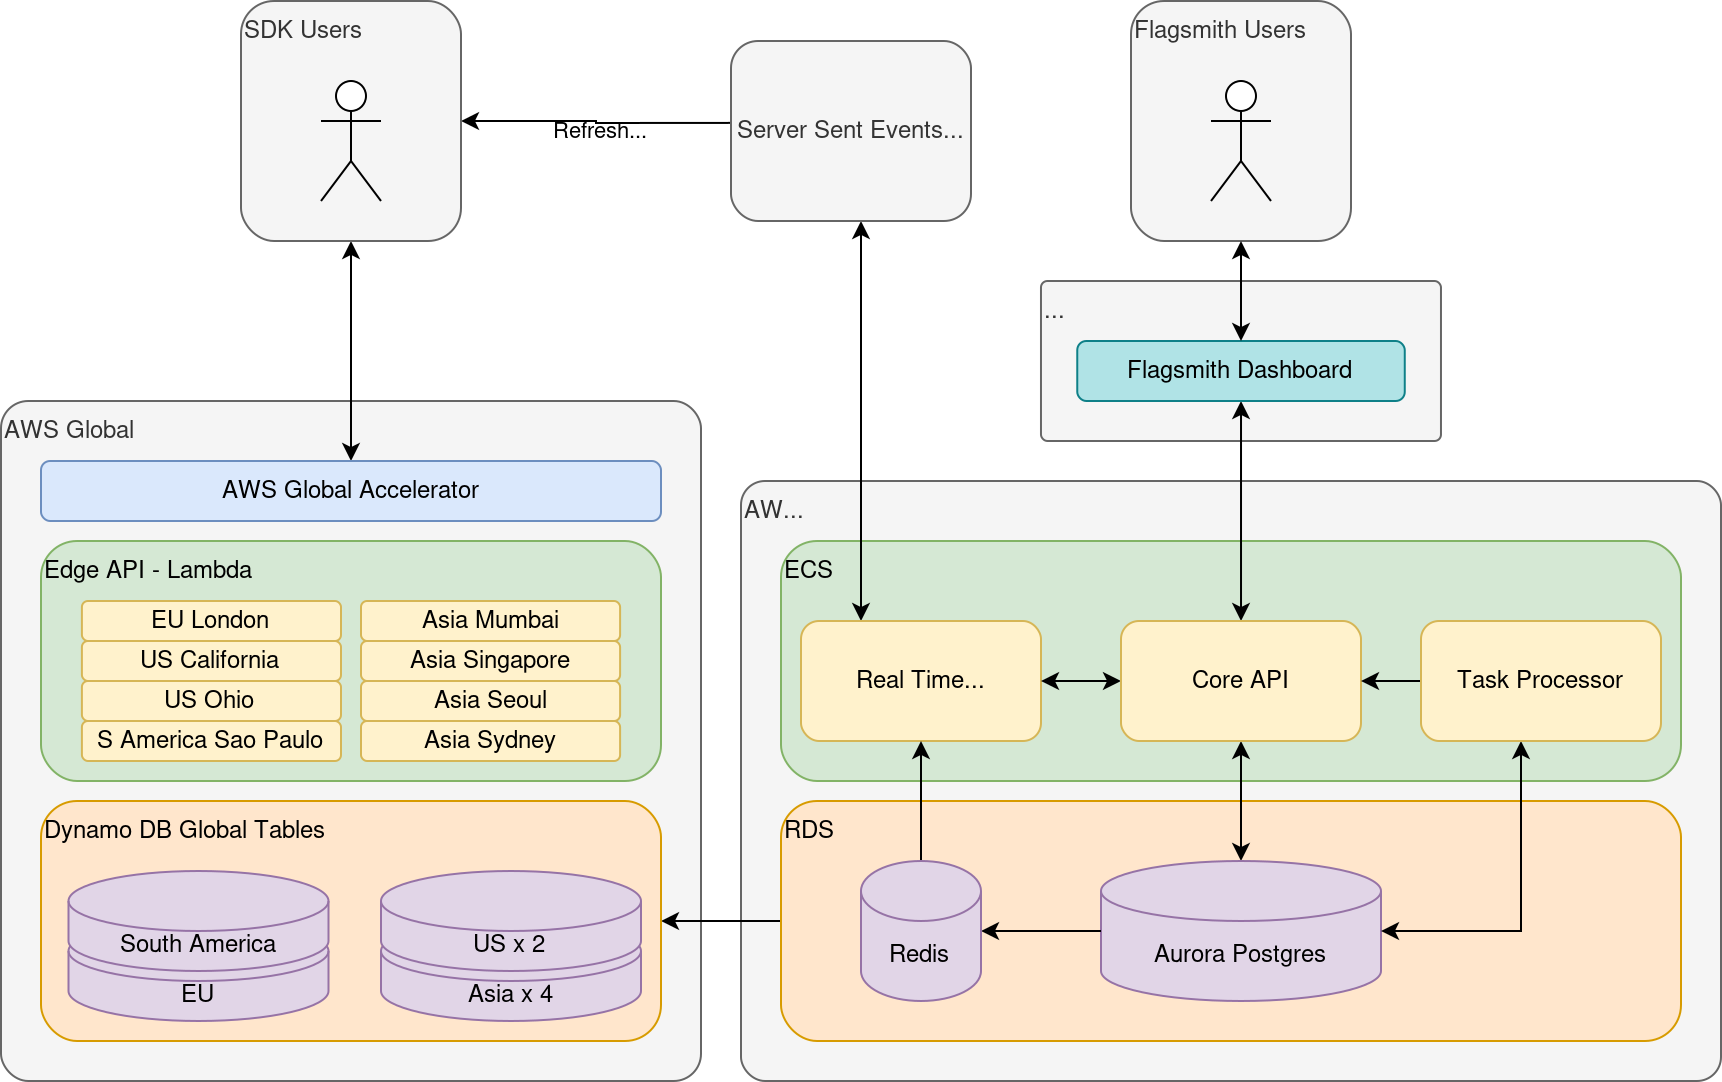 SDK Users
Flagsmith Users
Refresh...
Server Sent Events...
...
Flagsmith Dashboard
AWS Global
AWS Global Accelerator
Edge API - Lambda
EU London
Asia Mumbai
US California
Asia Singapore
US Ohio
Asia Seoul
S America Sao Paulo
Asia Sydney
Dynamo DB Global Tables
South America
US x 2
EU
Asia x 4
AW...
ECS
Real Time...
Core API
Task Processor
RDS
Redis
Aurora Postgres